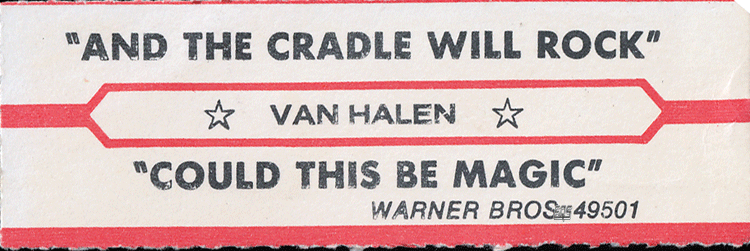 "AND THE CRADLE WILL ROCK"
☆ VAN HALEN ☆
"COULD THIS BE MAGIC"
WARNER BROS 49501